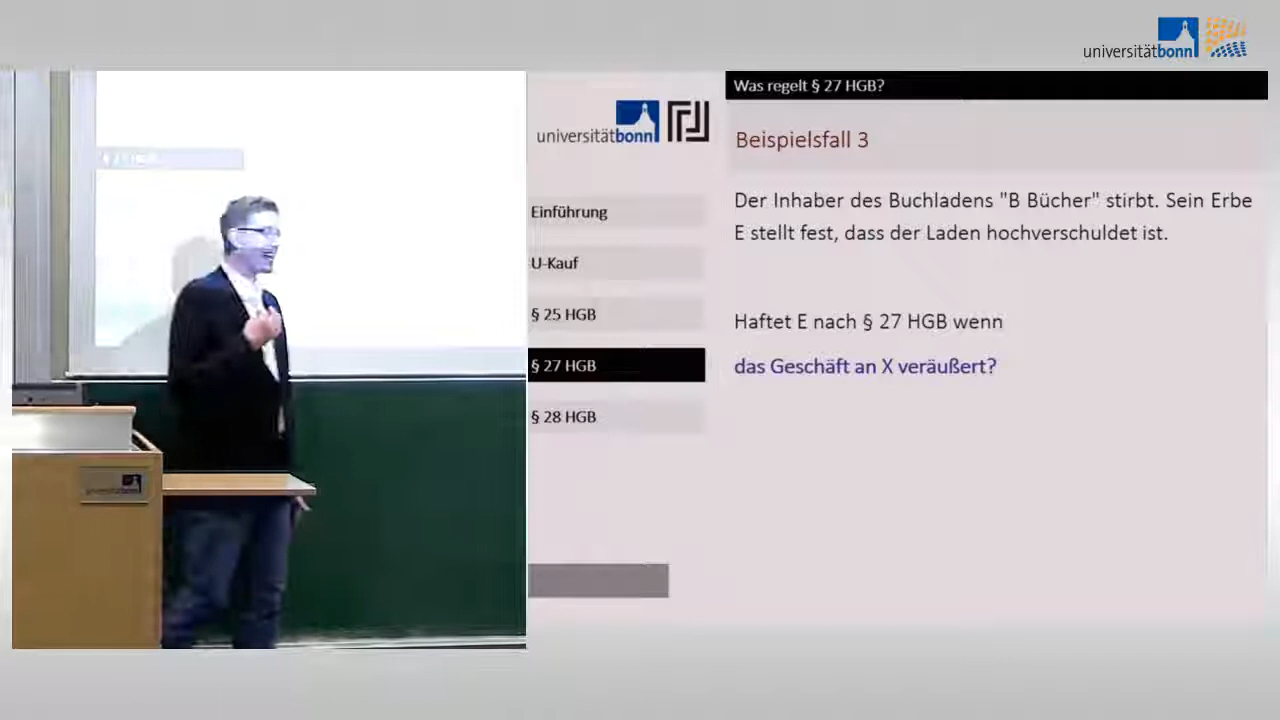 universitätbonn
Was regelt § 27 HGB?
universitätbonn
Beispielsfall 3
Der Inhaber des Buchladens "B Bücher" stirbt. Sein Erbe
E stellt fest, dass der Laden hochverschuldet ist.
Haftet E nach § 27 HGB wenn
das Geschäft an X veräußert?
Einführung
U-Kauf
§ 25 HGB
§ 27 HGB
§ 28 HGB
universitätbonn